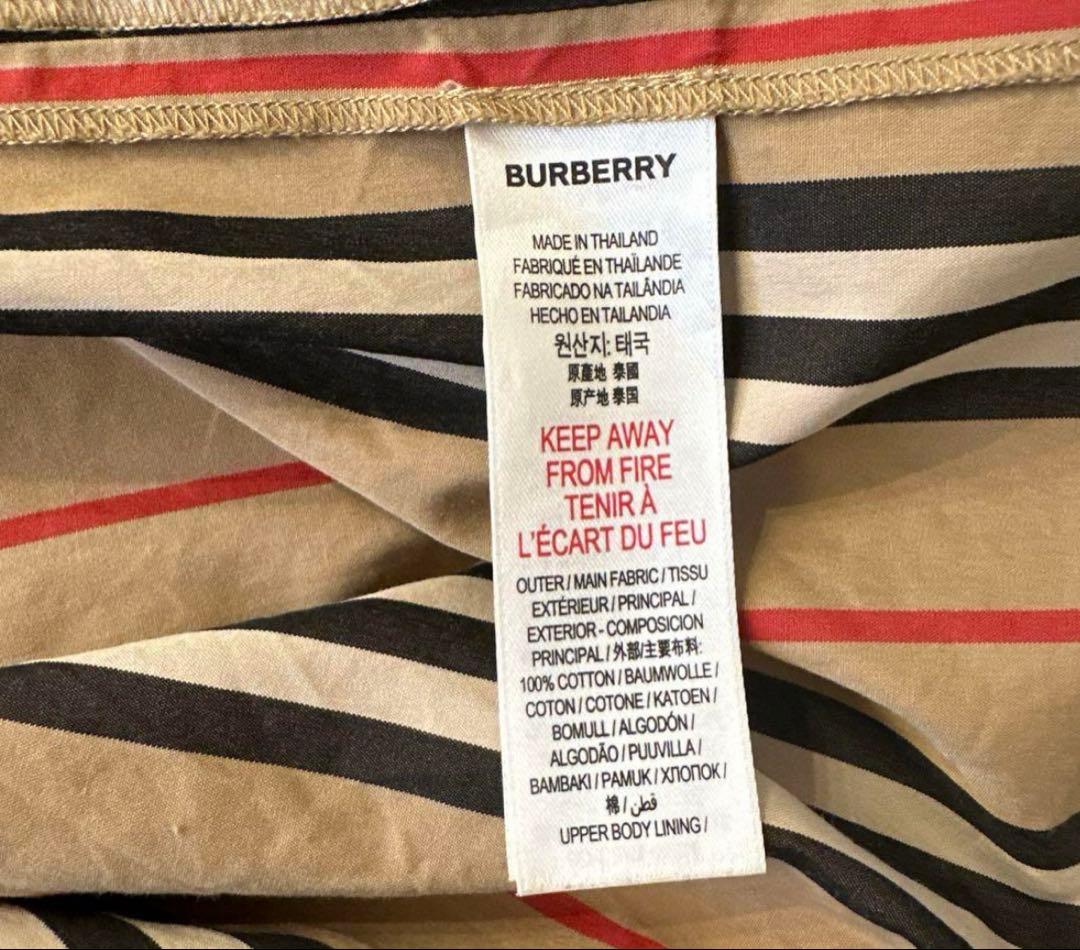 BURBERRY
MADE IN THAILAND
FABRIQUÉ EN THAÏLANDE
FABRICADO NA TAILÂNDIA
HECHO EN TAILANDIA
원산지: 태국
原產地 泰國
原产地 泰国
KEEP AWAY
FROM FIRE
TENIR À
L'ÉCART DU FEU
OUTER / MAIN FABRIC / TISSU
EXTÉRIEUR / PRINCIPAL /
EXTERIOR - COMPOSICION
PRINCIPAL / 外部/主要布料:
100% COTTON / BAUMWOLLE /
COTON / COTONE / KATOEN /
BOMULL / ALGODÓN /
ALGODÃO / PUUVILLA /
BAMBAKI / PAMUK / ХЛОПОК /
棉 / قطن
UPPER BODY LINING /